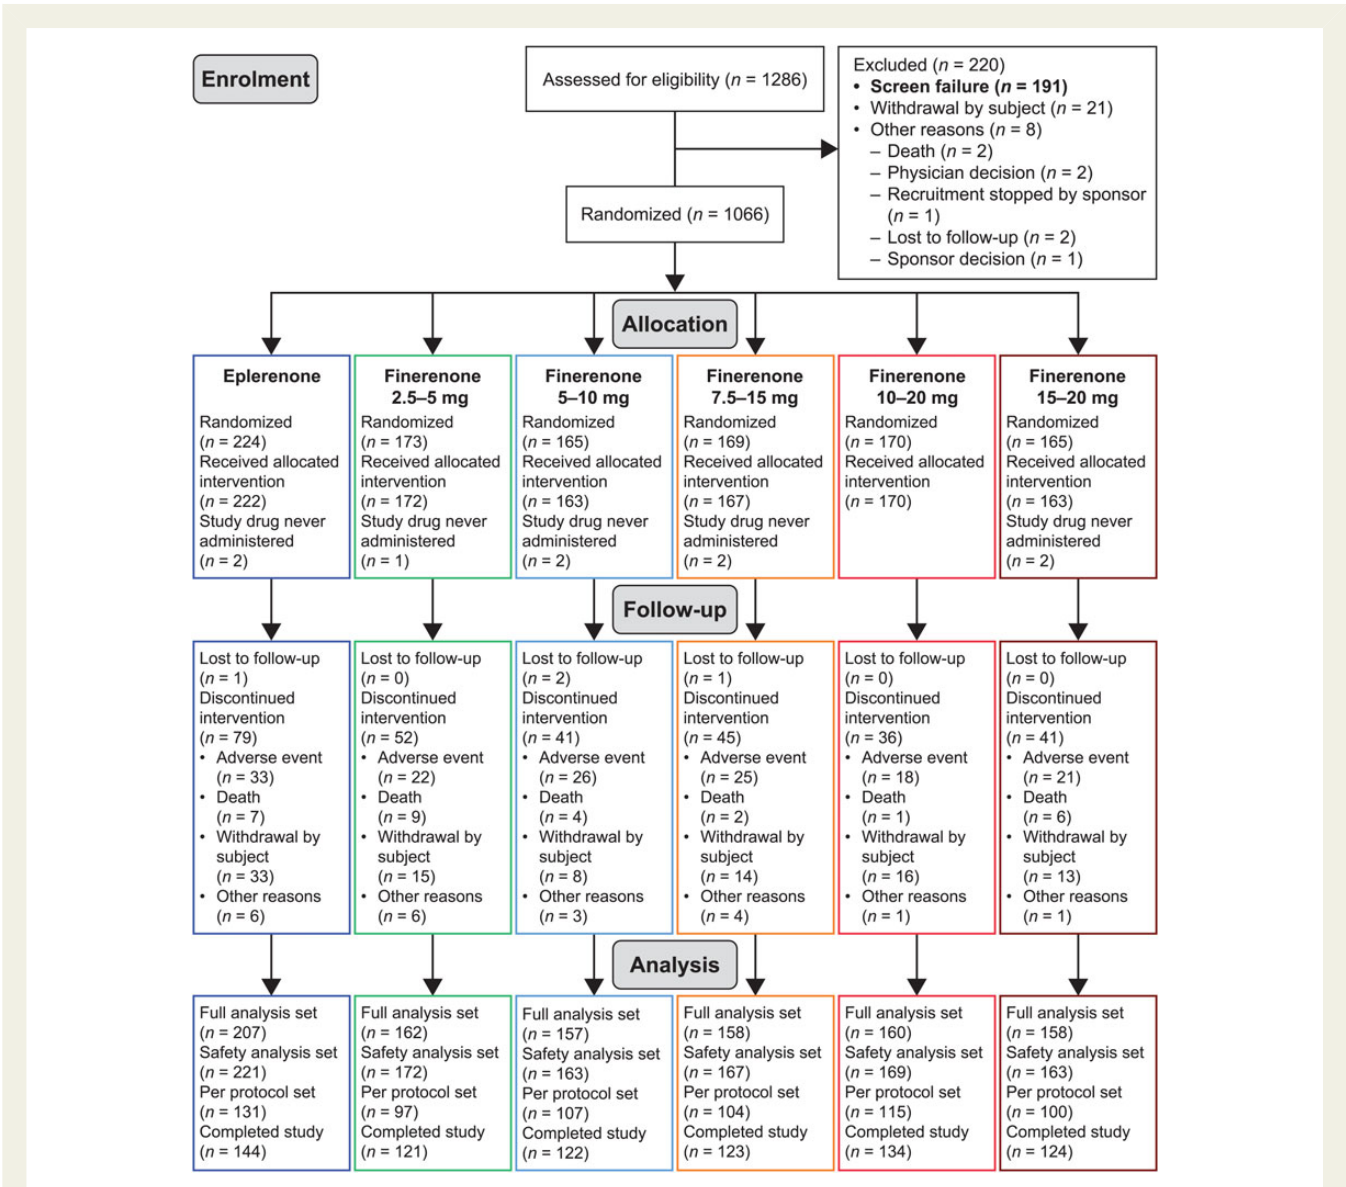 Enrolment
Assessed for eligibility (n = 1286)
Excluded (n = 220)
• Screen failure (n = 191)
• Withdrawal by subject (n = 21)
• Other reasons (n = 8)
– Death (n = 2)
– Physician decision (n = 2)
– Recruitment stopped by sponsor
(n = 1)
– Lost to follow-up (n = 2)
– Sponsor decision (n = 1)
Randomized (n = 1066)
Allocation
Eplerenone
Randomized
(n = 224)
Received allocated
intervention
(n = 222)
Study drug never
administered
(n = 2)
Finerenone
2.5–5 mg
Randomized
(n = 173)
Received allocated
intervention
(n = 172)
Study drug never
administered
(n = 1)
Finerenone
5–10 mg
Randomized
(n = 165)
Received allocated
intervention
(n = 163)
Study drug never
administered
(n = 2)
Finerenone
7.5–15 mg
Randomized
(n = 169)
Received allocated
intervention
(n = 167)
Study drug never
administered
(n = 2)
Finerenone
10–20 mg
Randomized
(n = 170)
Received allocated
intervention
(n = 170)
Finerenone
15–20 mg
Randomized
(n = 165)
Received allocated
intervention
(n = 163)
Study drug never
administered
(n = 2)
Follow-up
Lost to follow-up
(n = 1)
Discontinued
intervention
(n = 79)
• Adverse event
(n = 33)
• Death
(n = 7)
• Withdrawal by
subject
(n = 33)
• Other reasons
(n = 6)
Lost to follow-up
(n = 0)
Discontinued
intervention
(n = 52)
• Adverse event
(n = 22)
• Death
(n = 9)
• Withdrawal by
subject
(n = 15)
• Other reasons
(n = 6)
Lost to follow-up
(n = 2)
Discontinued
intervention
(n = 41)
• Adverse event
(n = 26)
• Death
(n = 4)
• Withdrawal by
subject
(n = 8)
• Other reasons
(n = 3)
Lost to follow-up
(n = 1)
Discontinued
intervention
(n = 45)
• Adverse event
(n = 25)
• Death
(n = 2)
• Withdrawal by
subject
(n = 14)
• Other reasons
(n = 4)
Lost to follow-up
(n = 0)
Discontinued
intervention
(n = 36)
• Adverse event
(n = 18)
• Death
(n = 1)
• Withdrawal by
subject
(n = 16)
• Other reasons
(n = 1)
Lost to follow-up
(n = 0)
Discontinued
intervention
(n = 41)
• Adverse event
(n = 21)
• Death
(n = 6)
• Withdrawal by
subject
(n = 13)
• Other reasons
(n = 1)
Analysis
Full analysis set
(n = 207)
Safety analysis set
(n = 221)
Per protocol set
(n = 131)
Completed study
(n = 144)
Full analysis set
(n = 162)
Safety analysis set
(n = 172)
Per protocol set
(n = 97)
Completed study
(n = 121)
Full analysis set
(n = 157)
Safety analysis set
(n = 163)
Per protocol set
(n = 107)
Completed study
(n = 122)
Full analysis set
(n = 158)
Safety analysis set
(n = 167)
Per protocol set
(n = 104)
Completed study
(n = 123)
Full analysis set
(n = 160)
Safety analysis set
(n = 169)
Per protocol set
(n = 115)
Completed study
(n = 134)
Full analysis set
(n = 158)
Safety analysis set
(n = 163)
Per protocol set
(n = 100)
Completed study
(n = 124)